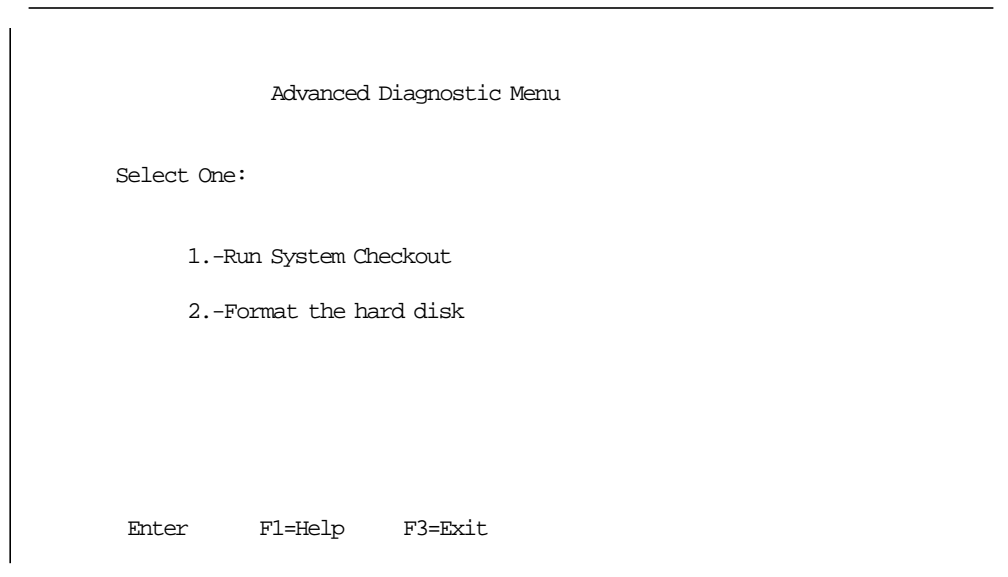 Advanced Diagnostic Menu
Select One:
1.-Run System Checkout
2.-Format the hard disk
Enter F1=Help F3=Exit